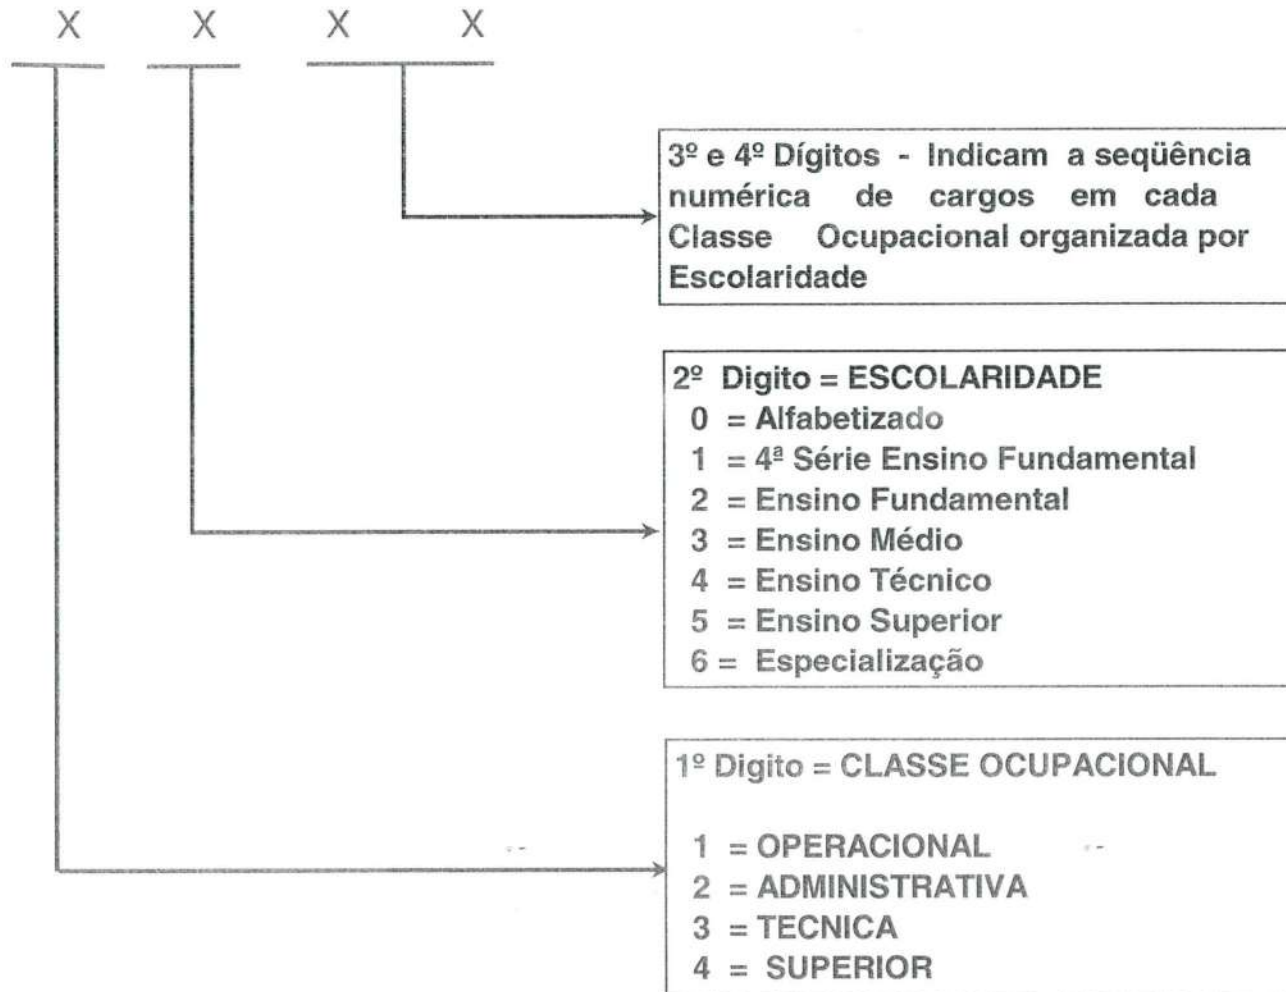 X X X X
3º e 4º Dígitos - Indicam a seqüência
numérica de cargos em cada
Classe Ocupacional organizada por
Escolaridade
2º Digito = ESCOLARIDADE
0 = Alfabetizado
1 = 4ª Série Ensino Fundamental
2 = Ensino Fundamental
3 = Ensino Médio
4 = Ensino Técnico
5 = Ensino Superior
6 = Especialização
1º Digito = CLASSE OCUPACIONAL
1 = OPERACIONAL
2 = ADMINISTRATIVA
3 = TECNICA
4 = SUPERIOR